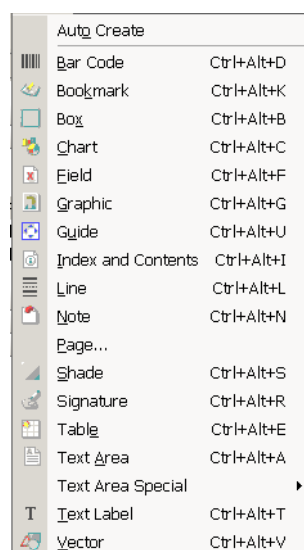 Auto Create
Bar Code Ctrl+Alt+D
Bookmark Ctrl+Alt+K
Box Ctrl+Alt+B
Chart Ctrl+Alt+C
Field Ctrl+Alt+F
Graphic Ctrl+Alt+G
Guide Ctrl+Alt+U
Index and Contents Ctrl+Alt+I
Line Ctrl+Alt+L
Note Ctrl+Alt+N
Page...
Shade Ctrl+Alt+S
Signature Ctrl+Alt+R
Table Ctrl+Alt+E
Text Area Ctrl+Alt+A
Text Area Special
Text Label Ctrl+Alt+T
Vector Ctrl+Alt+V